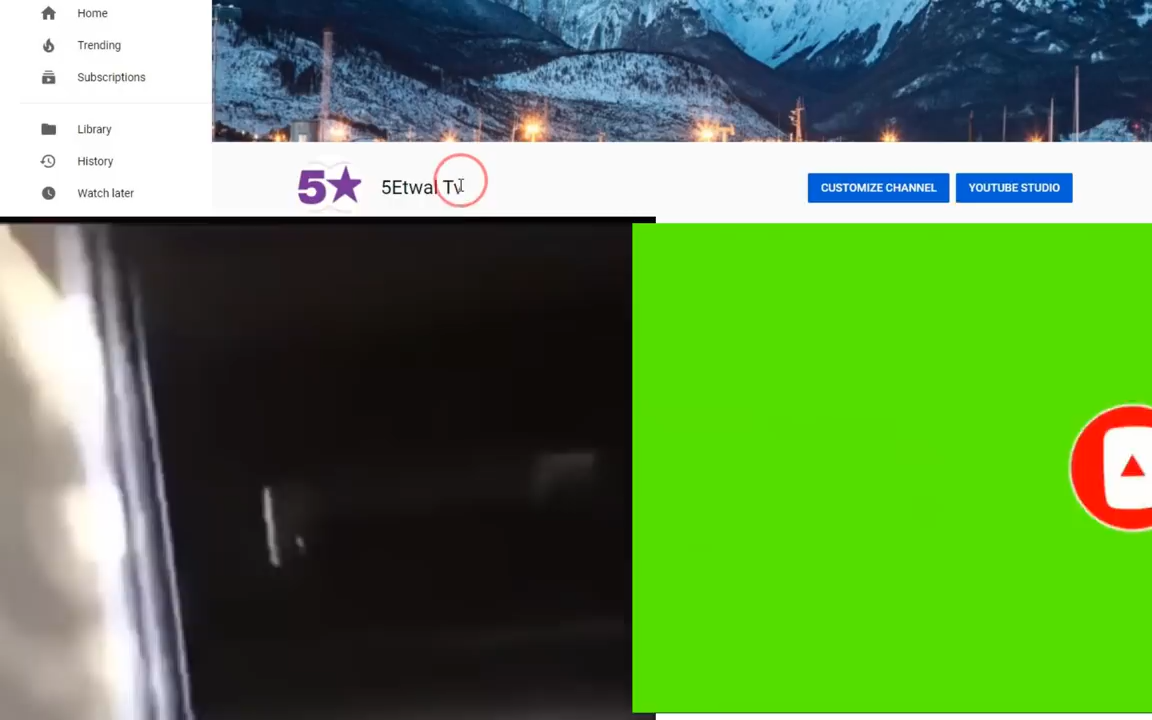 Home
Trending
Subscriptions
Library
History
Watch later
5★
5Etwal Tv
CUSTOMIZE CHANNEL
YOUTUBE STUDIO